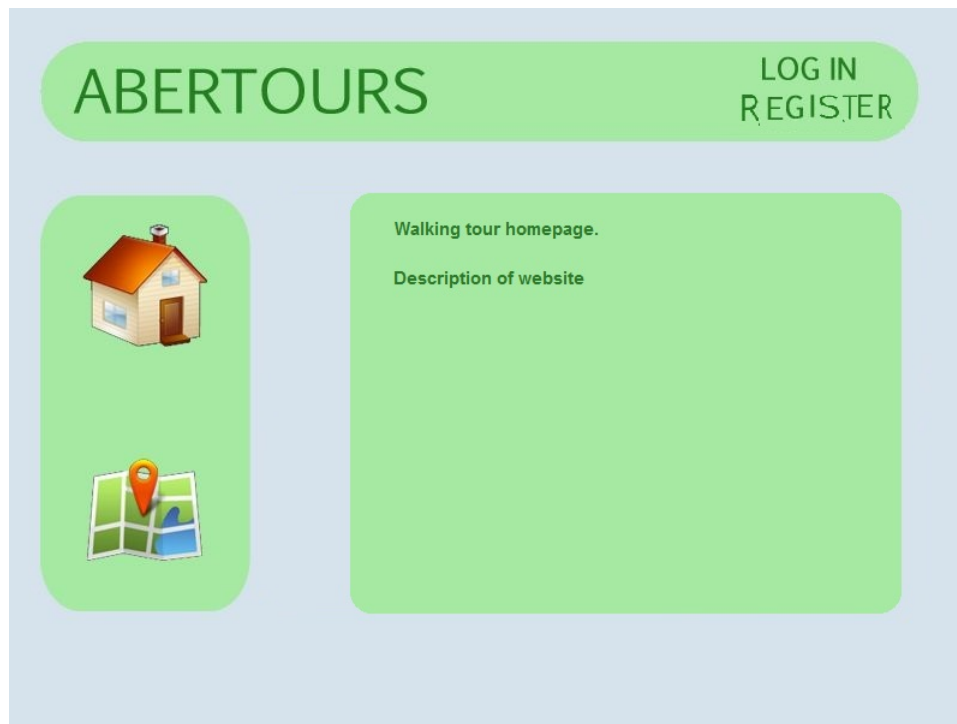 ABERTOURS
LOG IN
REGISTER
Walking tour homepage.
Description of website